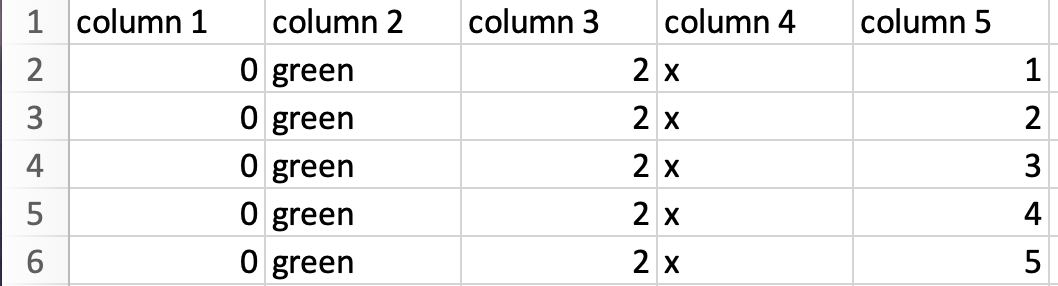 1 column 1 column 2 column 3 column 4 column 5
2 0 green 2 x 1
3 0 green 2 x 2
4 0 green 2 x 3
5 0 green 2 x 4
6 0 green 2 x 5